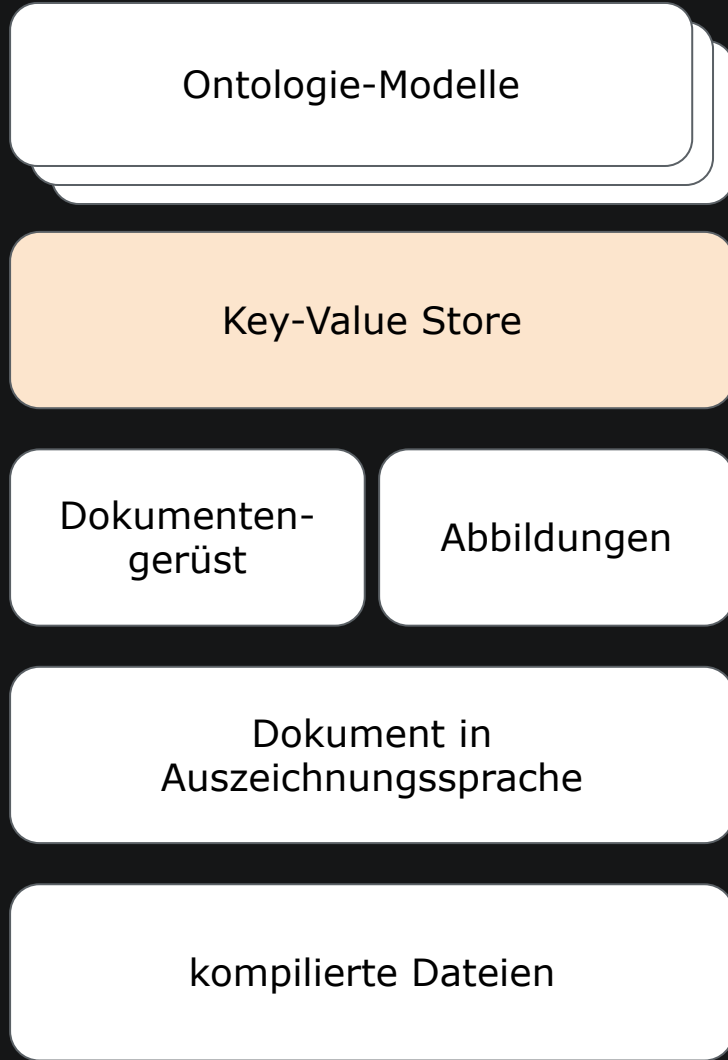 Ontologie-Modelle
Key-Value Store
Dokumenten-
gerüst
Abbildungen
Dokument in
Auszeichnungssprache
kompilierte Dateien